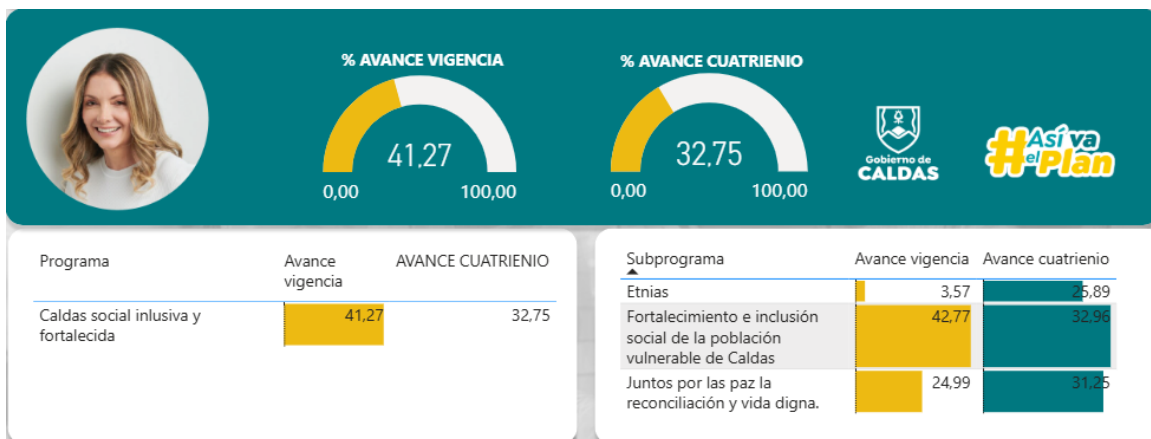 % AVANCE VIGENCIA
41,27
0,00 100,00
% AVANCE CUATRIENIO
32,75
0,00 100,00
Gobierno de
CALDAS
#Así va
el Plan
Programa Avance AVANCE CUATRIENIO
vigencia
Caldas social inlusiva y 41,27 32,75
fortalecida
Subprograma Avance vigencia Avance cuatrienio
Etnias 3,57 25,89
Fortalecimiento e inclusión 42,77 32,96
social de la población
vulnerable de Caldas
Juntos por las paz la 24,99 31,25
reconciliación y vida digna.